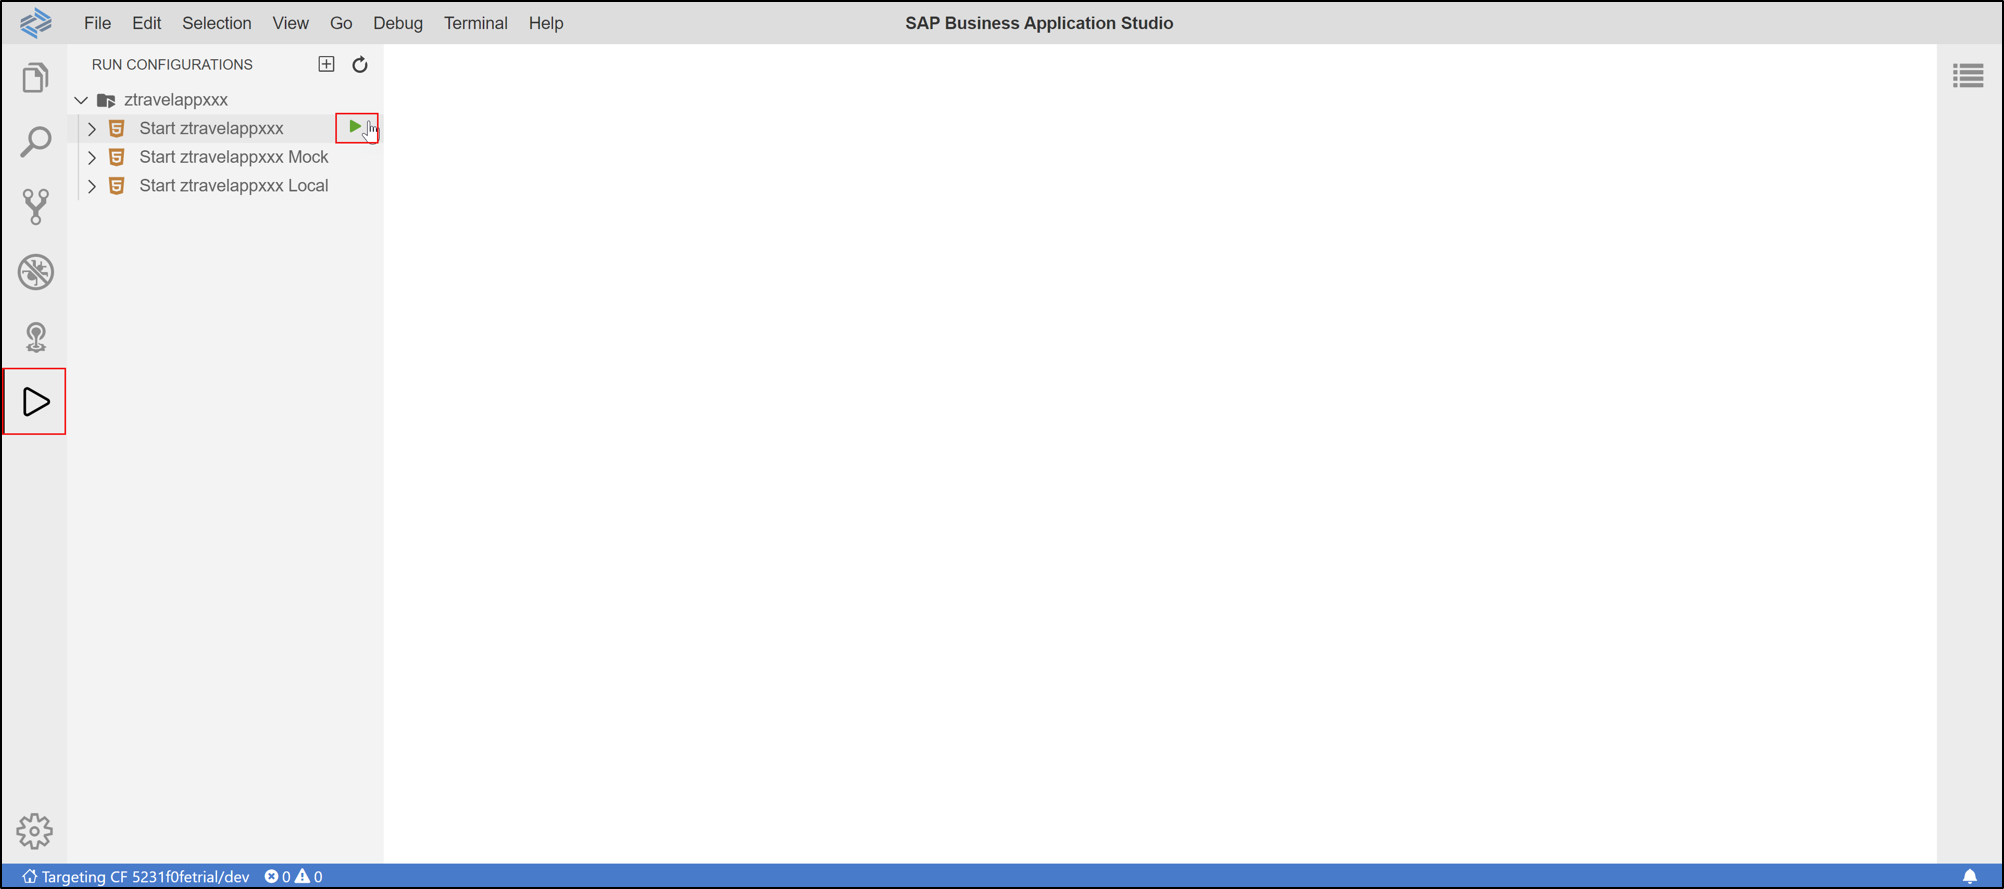 File Edit Selection View Go Debug Terminal Help
SAP Business Application Studio
RUN CONFIGURATIONS
ztravelappxxx
Start ztravelappxxx
Start ztravelappxxx Mock
Start ztravelappxxx Local
Targeting CF 5231f0fetrial/dev 0 0